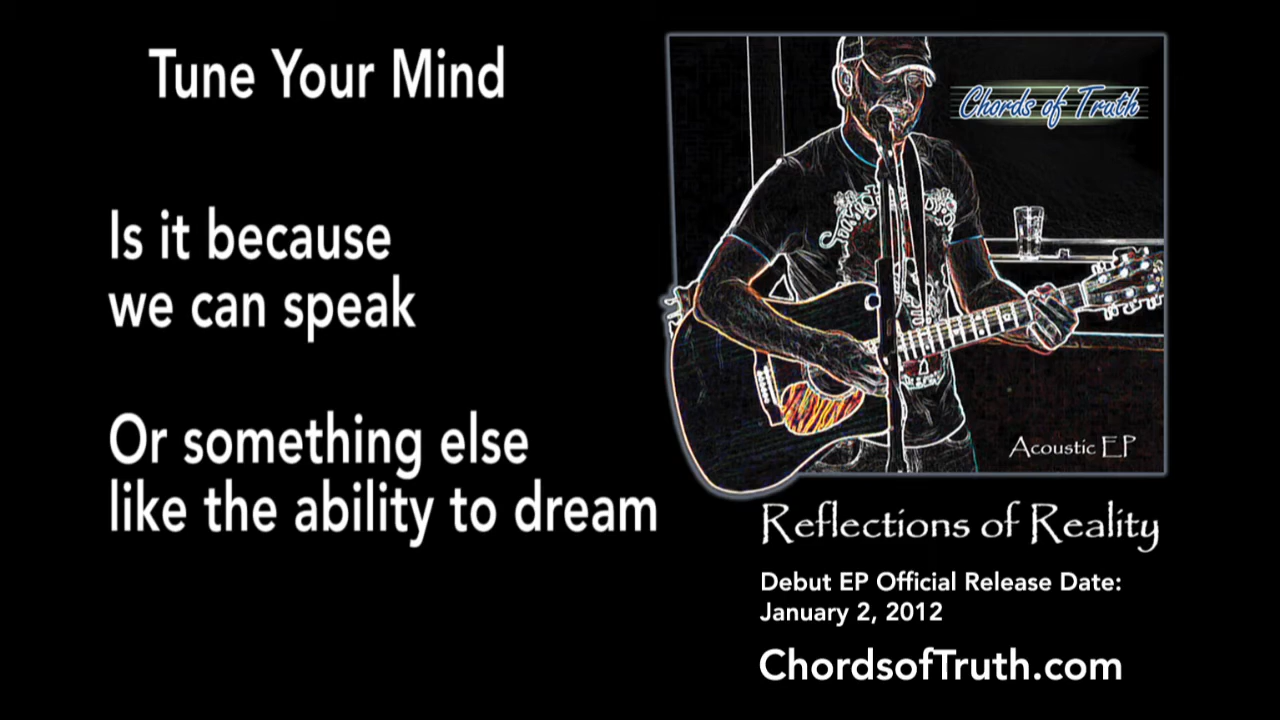 Tune Your Mind
Is it because
we can speak
Or something else
like the ability to dream
Chords of Truth
Acoustic EP
Reflections of Reality
Debut EP Official Release Date:
January 2, 2012
ChordsofTruth.com